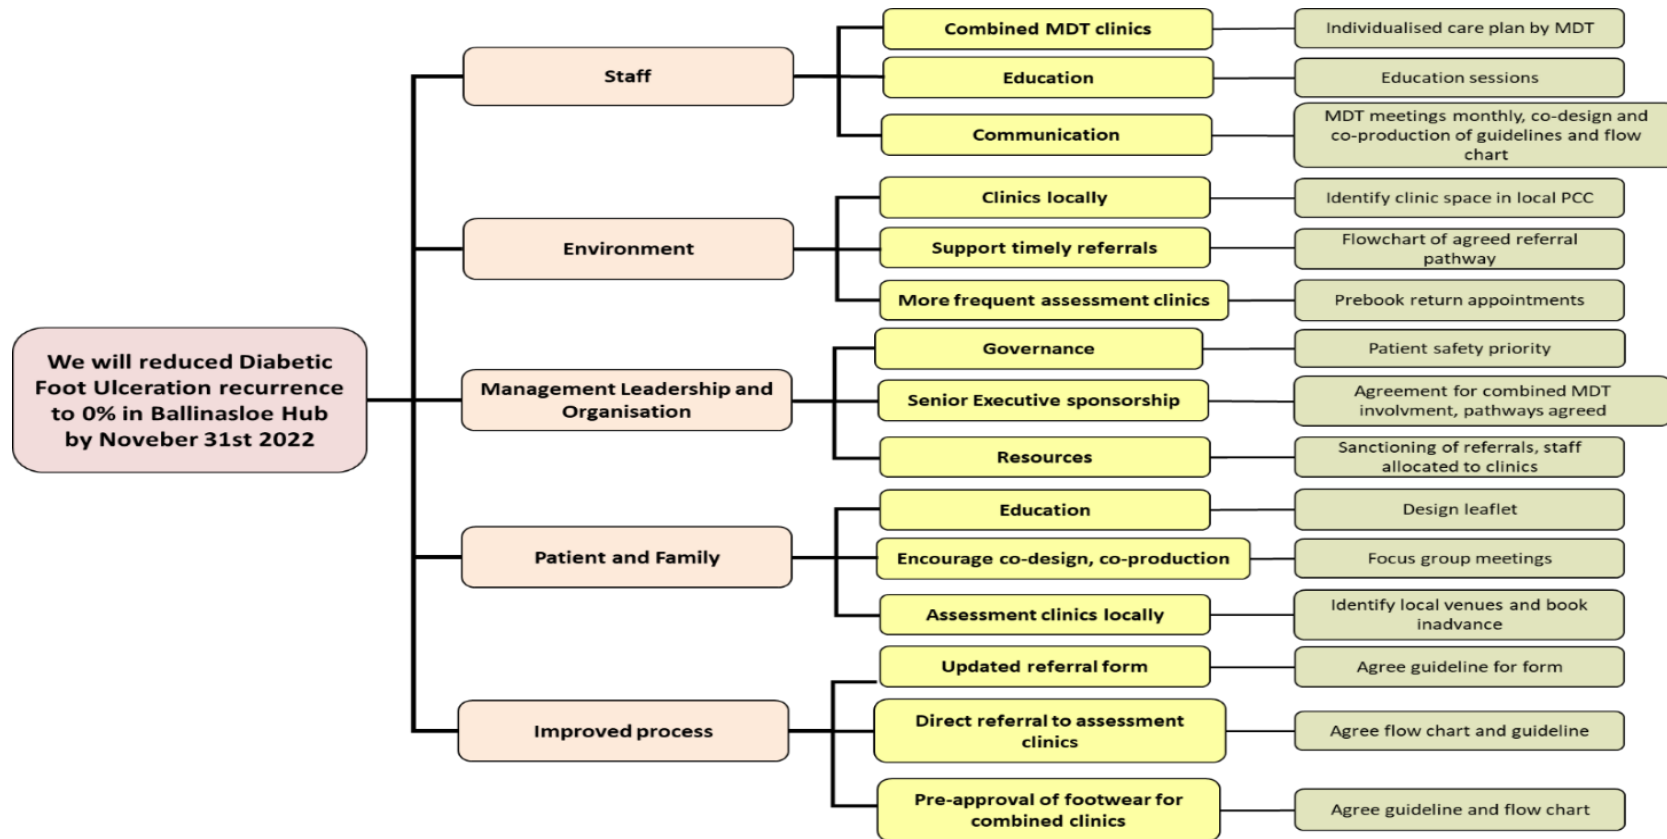 We will reduced Diabetic
Foot Ulceration recurrence
to 0% in Ballinasloe Hub
by Noveber 31st 2022
Staff
Combined MDT clinics
Individualised care plan by MDT
Education
Education sessions
Communication
MDT meetings monthly, co-design and
co-production of guidelines and flow
chart
Environment
Clinics locally
Identify clinic space in local PCC
Support timely referrals
Flowchart of agreed referral
pathway
More frequent assessment clinics
Prebook return appointments
Management Leadership and
Organisation
Governance
Patient safety priority
Senior Executive sponsorship
Agreement for combined MDT
involvment, pathways agreed
Resources
Sanctioning of referrals, staff
allocated to clinics
Patient and Family
Education
Design leaflet
Encourage co-design, co-production
Focus group meetings
Assessment clinics locally
Identify local venues and book
inadvance
Improved process
Updated referral form
Agree guideline for form
Direct referral to assessment
clinics
Agree flow chart and guideline
Pre-approval of footwear for
combined clinics
Agree guideline and flow chart